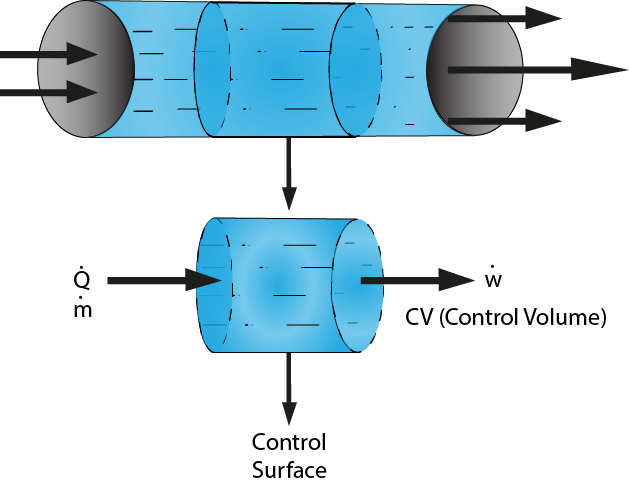 Q̇
ṁ
ẇ
CV (Control Volume)
Control
Surface